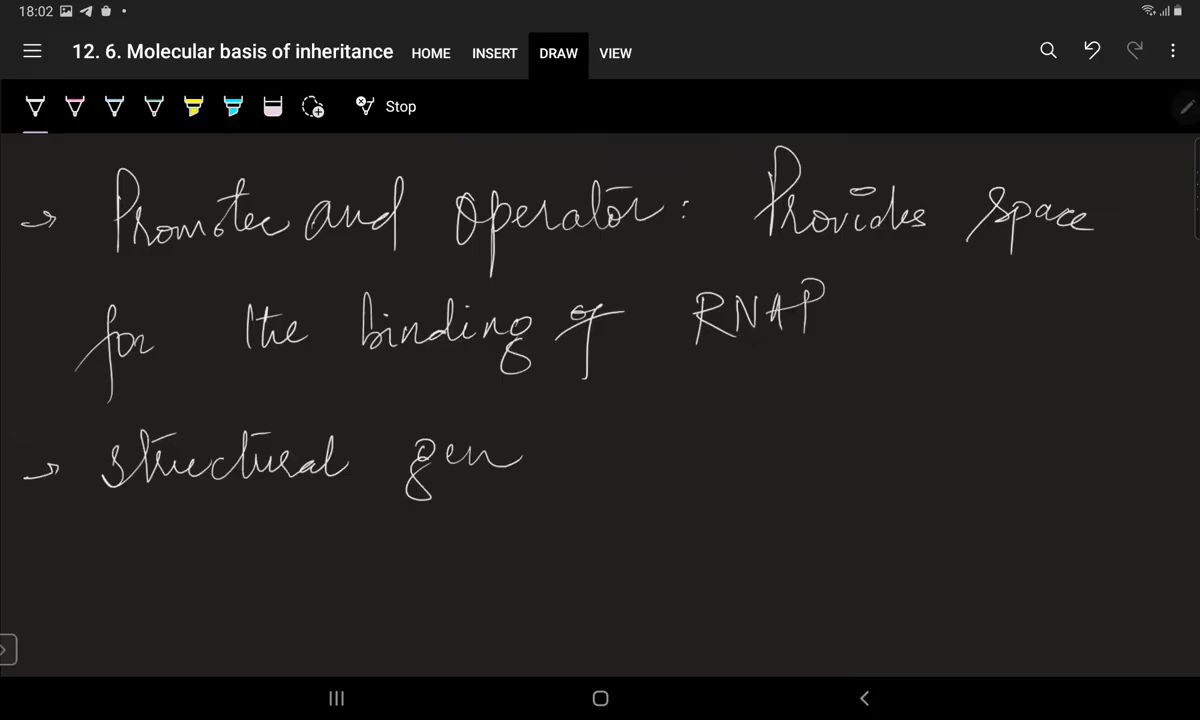 18:02
12. 6. Molecular basis of inheritance HOME INSERT DRAW VIEW
Stop
→ Promoter and operator: Provides space
for the binding of RNAP
→ structural gen